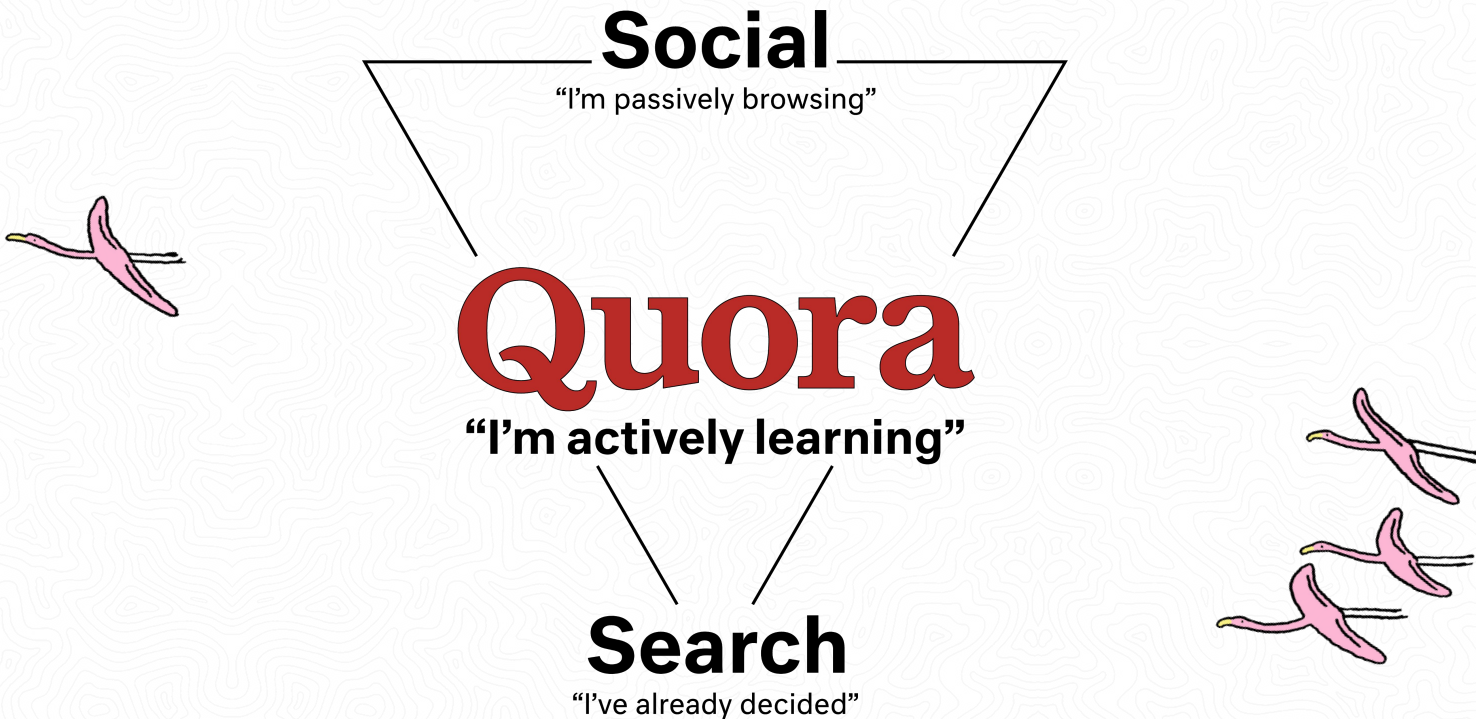 Social
“I’m passively browsing”
Quora
“I’m actively learning”
Search
“I’ve already decided”